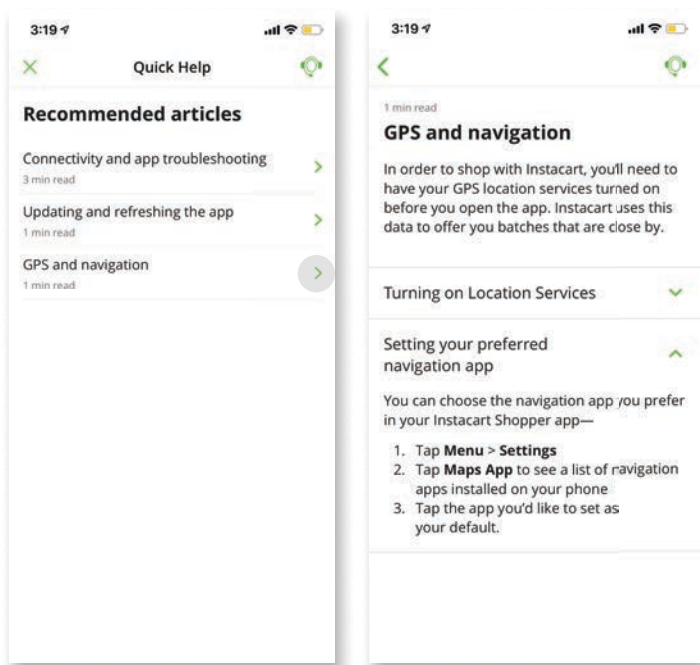 3:19
Quick Help
Recommended articles
Connectivity and app troubleshooting
3 min read
Updating and refreshing the app
1 min read
GPS and navigation
1 min read
3:19
1 min read
GPS and navigation
In order to shop with Instacart, you'll need to
have your GPS location services turned on
before you open the app. Instacart uses this
data to offer you batches that are close by.
Turning on Location Services
Setting your preferred
navigation app
You can choose the navigation app you prefer
in your Instacart Shopper app—
1. Tap Menu > Settings
2. Tap Maps App to see a list of navigation
apps installed on your phone
3. Tap the app you'd like to set as
your default.